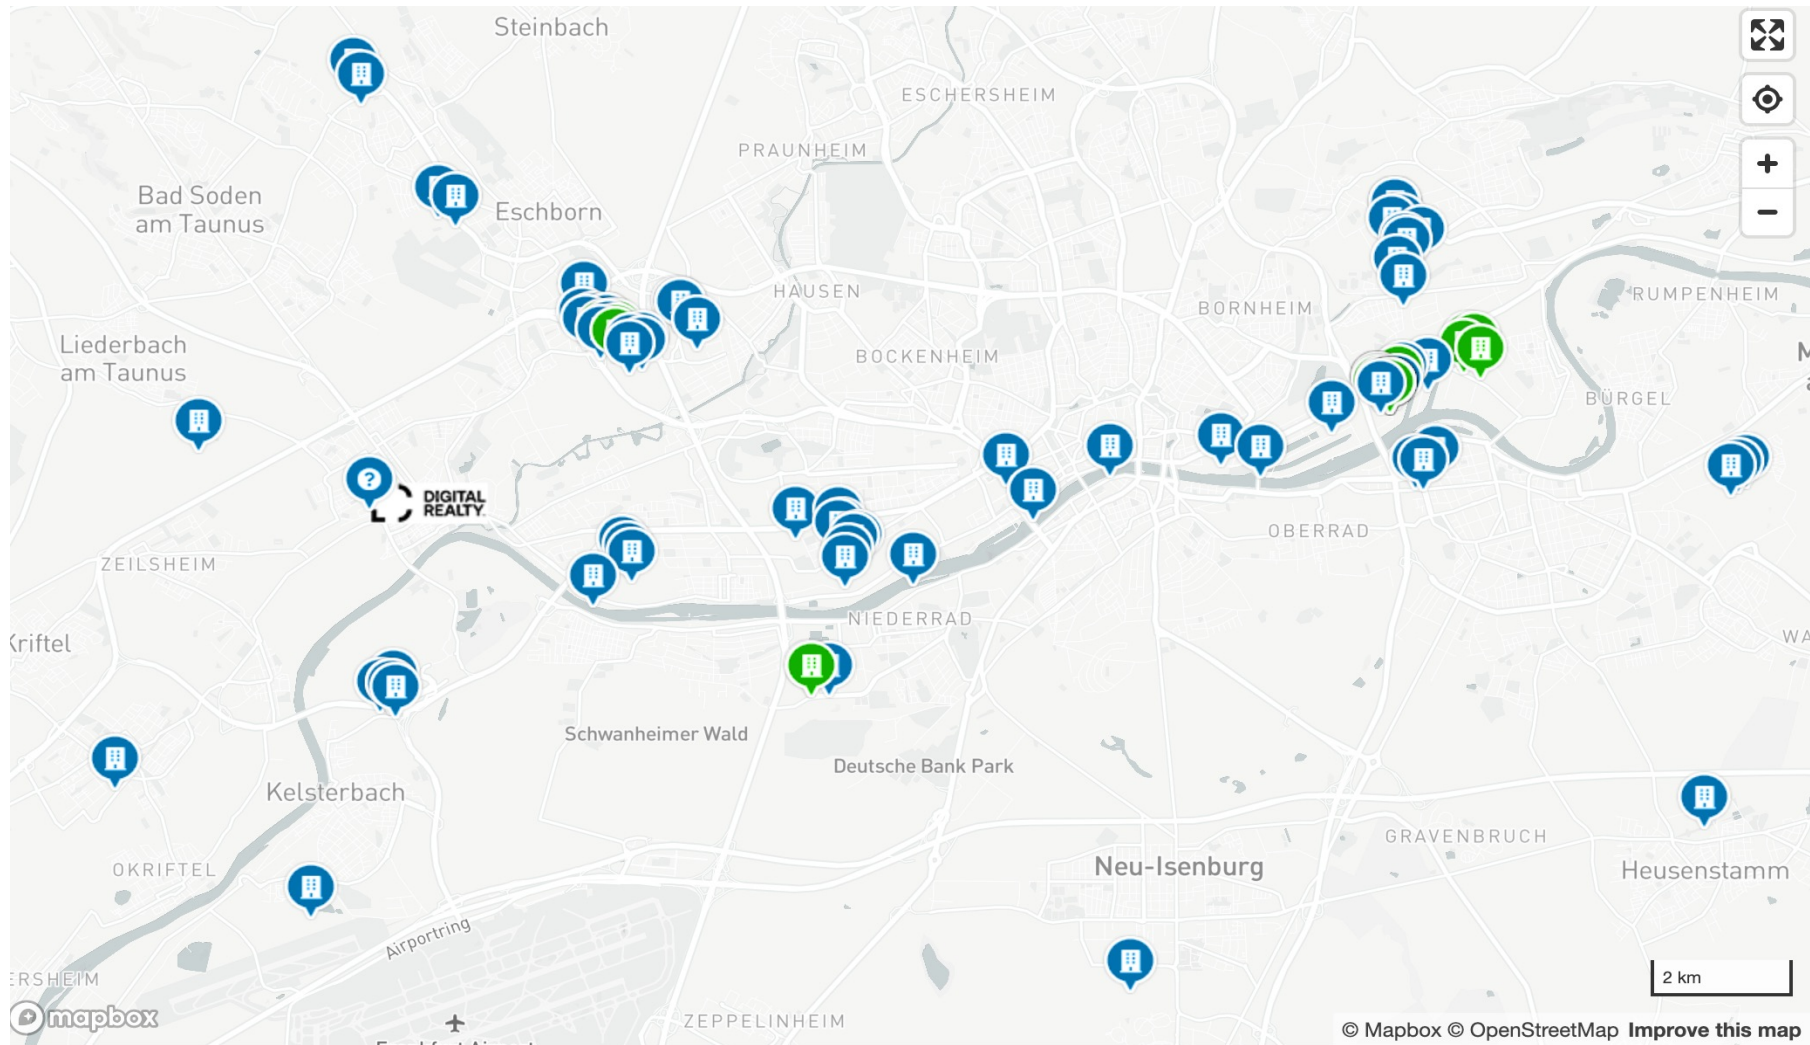 Steinbach
ESCHERSHEIM
PRAUNHEIM
Bad Soden
am Taunus
Eschborn
HAUSEN
RUMPENHEIM
BORNHEIM
Liederbach
am Taunus
BOCKENHEIM
M
BÜRGEL
?
DIGITAL
REALTY
OBERRAD
ZEILSHEIM
NIEDERRAD
Kriftel
WA
Schwanheimer Wald
Deutsche Bank Park
Kelsterbach
GRAVENBRUCH
Neu-Isenburg
OKRIFTEL
Heusenstamm
Airportring
ERSHEIM
2 km
mapbox
ZEPPELINHEIM
© Mapbox © OpenStreetMap Improve this map